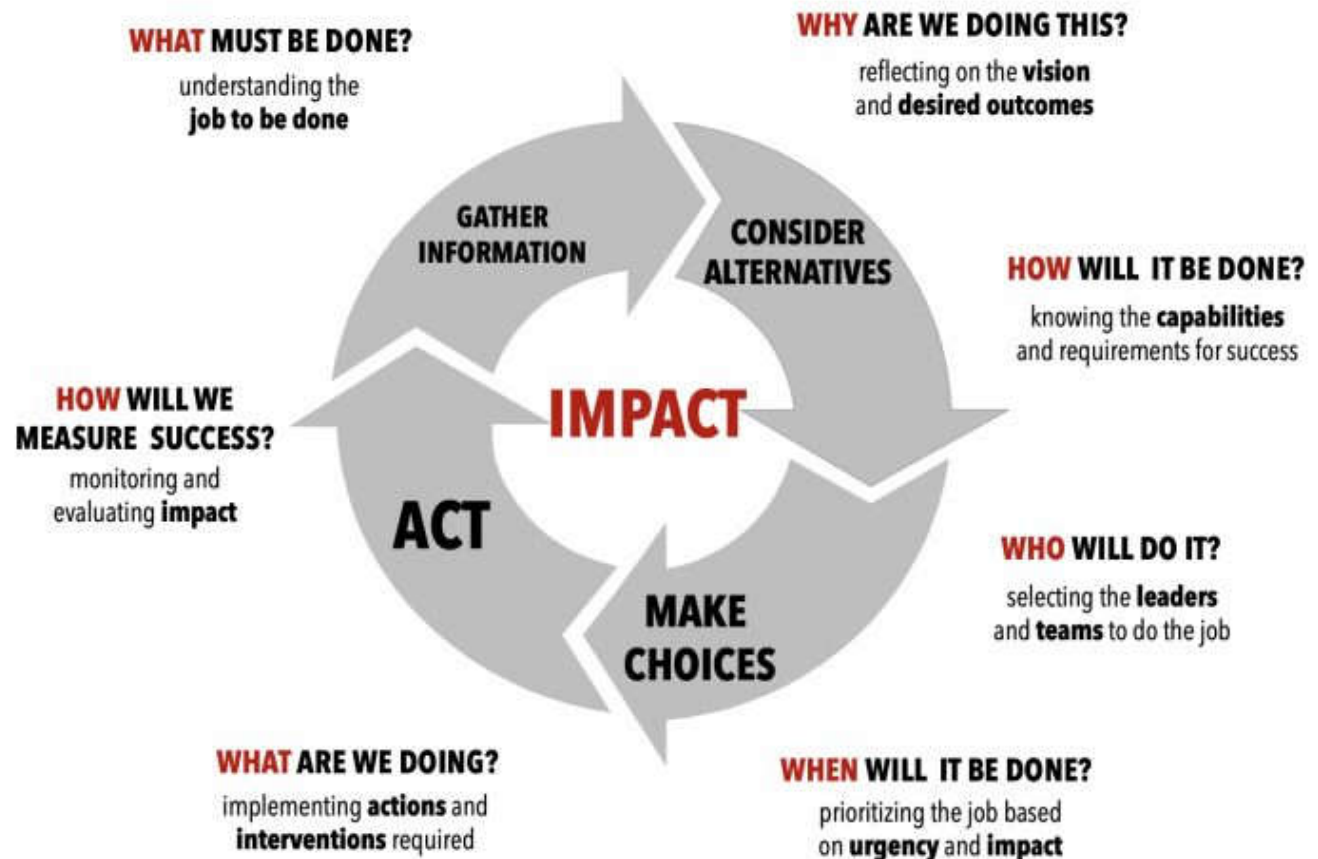 WHAT MUST BE DONE?
understanding the
job to be done
WHY ARE WE DOING THIS?
reflecting on the vision
and desired outcomes
GATHER
INFORMATION
CONSIDER
ALTERNATIVES
HOW WILL IT BE DONE?
knowing the capabilities
and requirements for success
HOW WILL WE
MEASURE SUCCESS?
monitoring and
evaluating impact
IMPACT
ACT
MAKE
CHOICES
WHO WILL DO IT?
selecting the leaders
and teams to do the job
WHAT ARE WE DOING?
implementing actions and
interventions required
WHEN WILL IT BE DONE?
prioritizing the job based
on urgency and impact